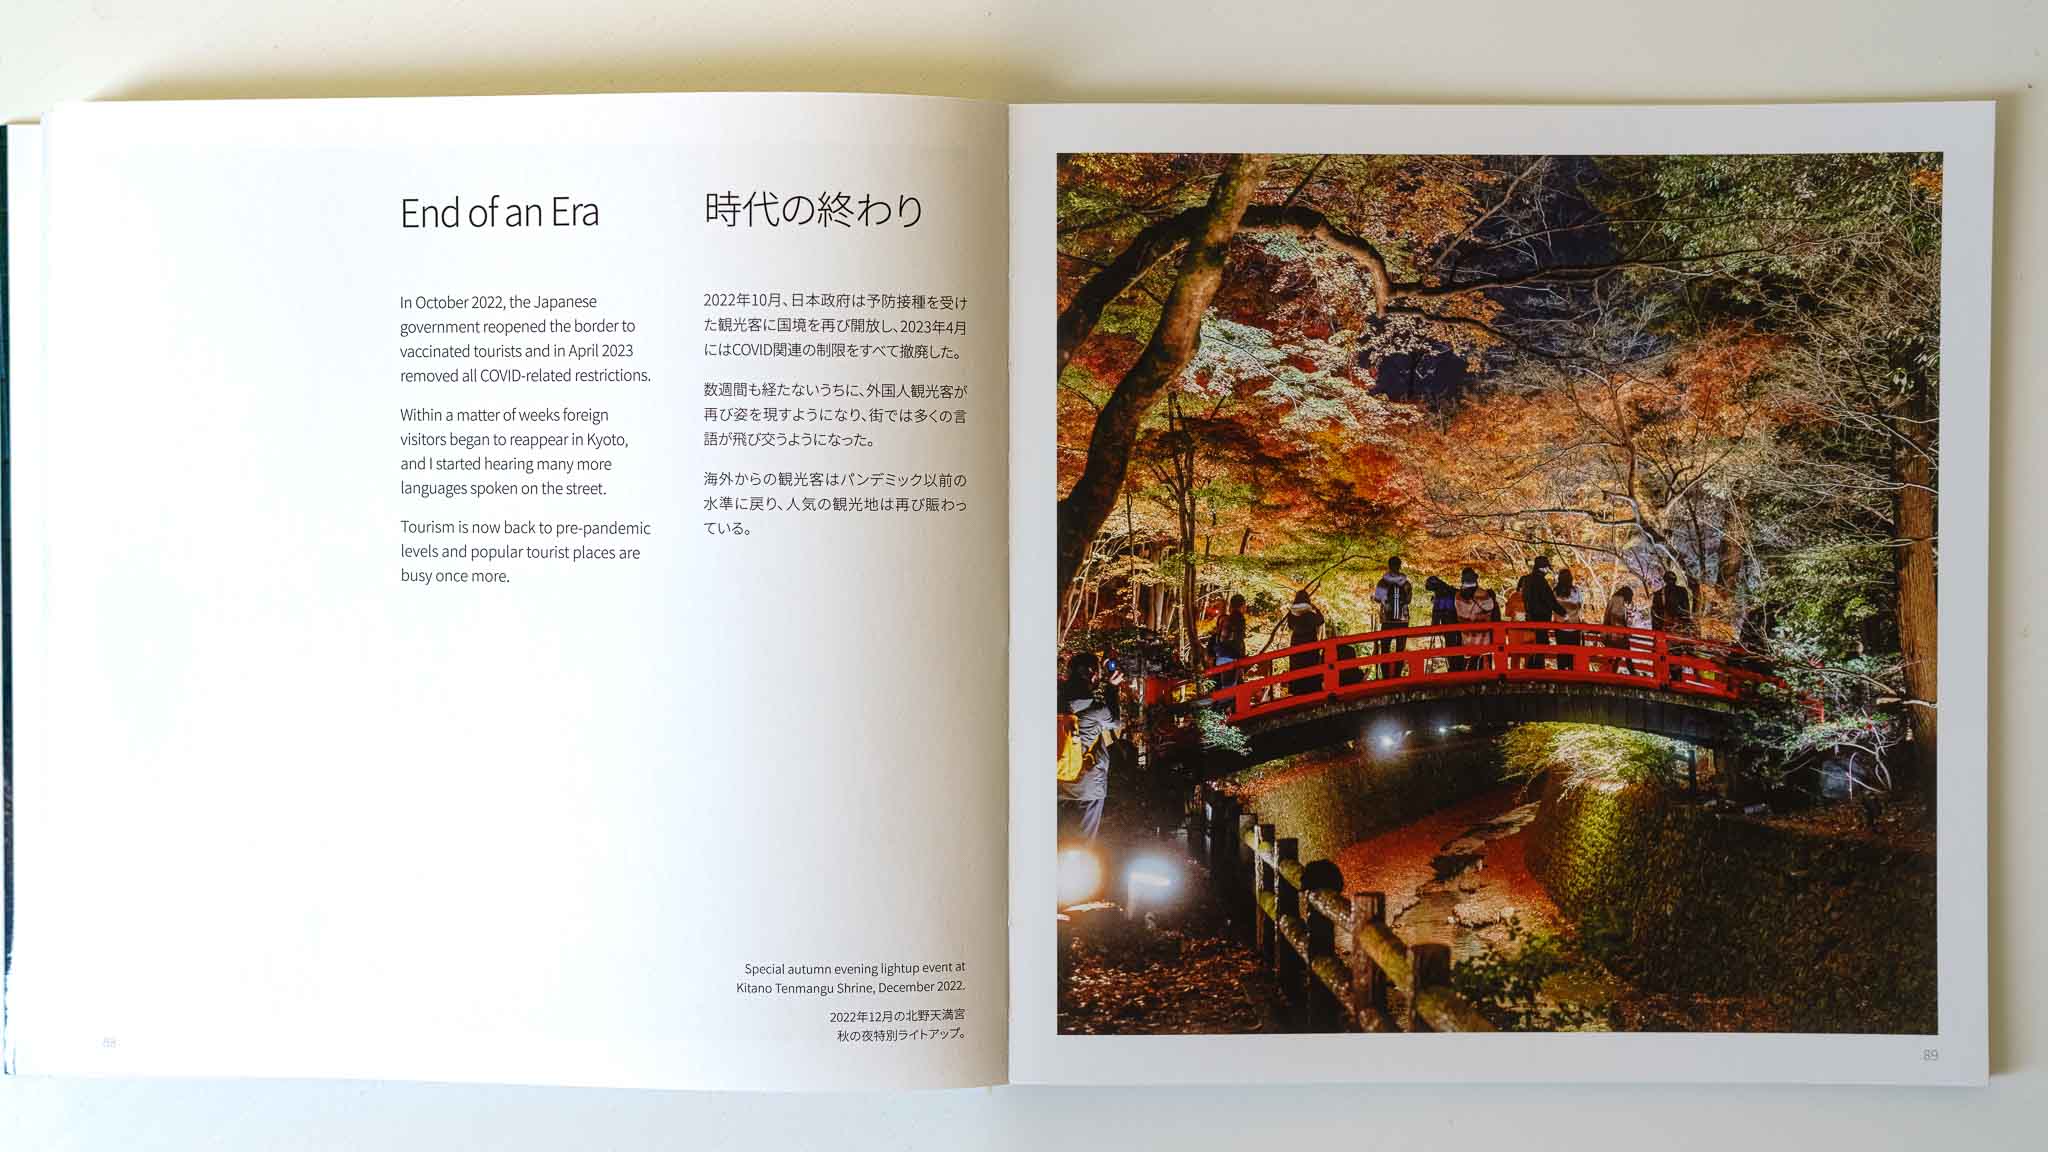 End of an Era
In October 2022, the Japanese
government reopened the border to
vaccinated tourists and in April 2023
removed all COVID-related restrictions.
Within a matter of weeks foreign
visitors began to reappear in Kyoto,
and I started hearing many more
languages spoken on the street.
Tourism is now back to pre-pandemic
levels and popular tourist places are
busy once more.
時代の終わり
2022年10月、日本政府は予防接種を受け
た観光客に国境を再び開放し、2023年4月
にはCOVID関連の制限をすべて撤廃した。
数週間も経たないうちに、外国人観光客が
再び姿を現すようになり、街では多くの言
語が飛び交うようになった。
海外からの観光客はパンデミック以前の
水準に戻り、人気の観光地は再び賑わっ
ている。
Special autumn evening lightup event at
Kitano Tenmangu Shrine, December 2022.
2022年12月の北野天満宮
秋の夜特別ライトアップ。
88
89